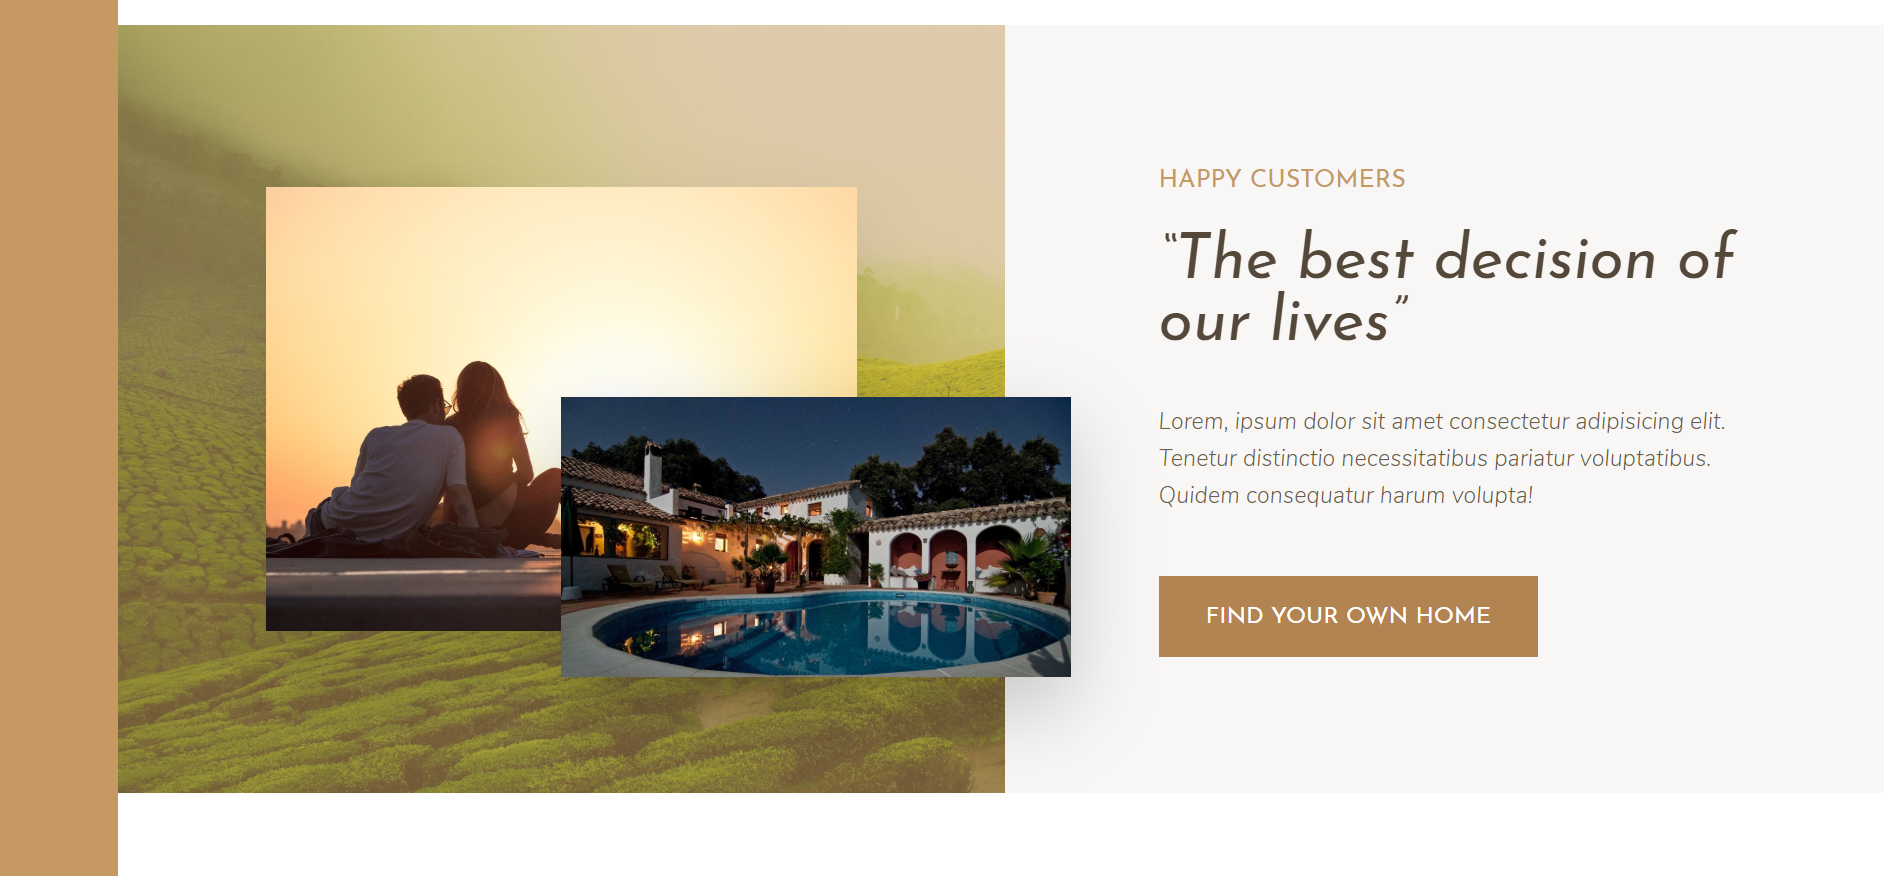 HAPPY CUSTOMERS
“The best decision of
our lives”
Lorem, ipsum dolor sit amet consectetur adipisicing elit.
Tenetur distinctio necessitatibus pariatur voluptatibus.
Quidem consequatur harum volupta!
FIND YOUR OWN HOME